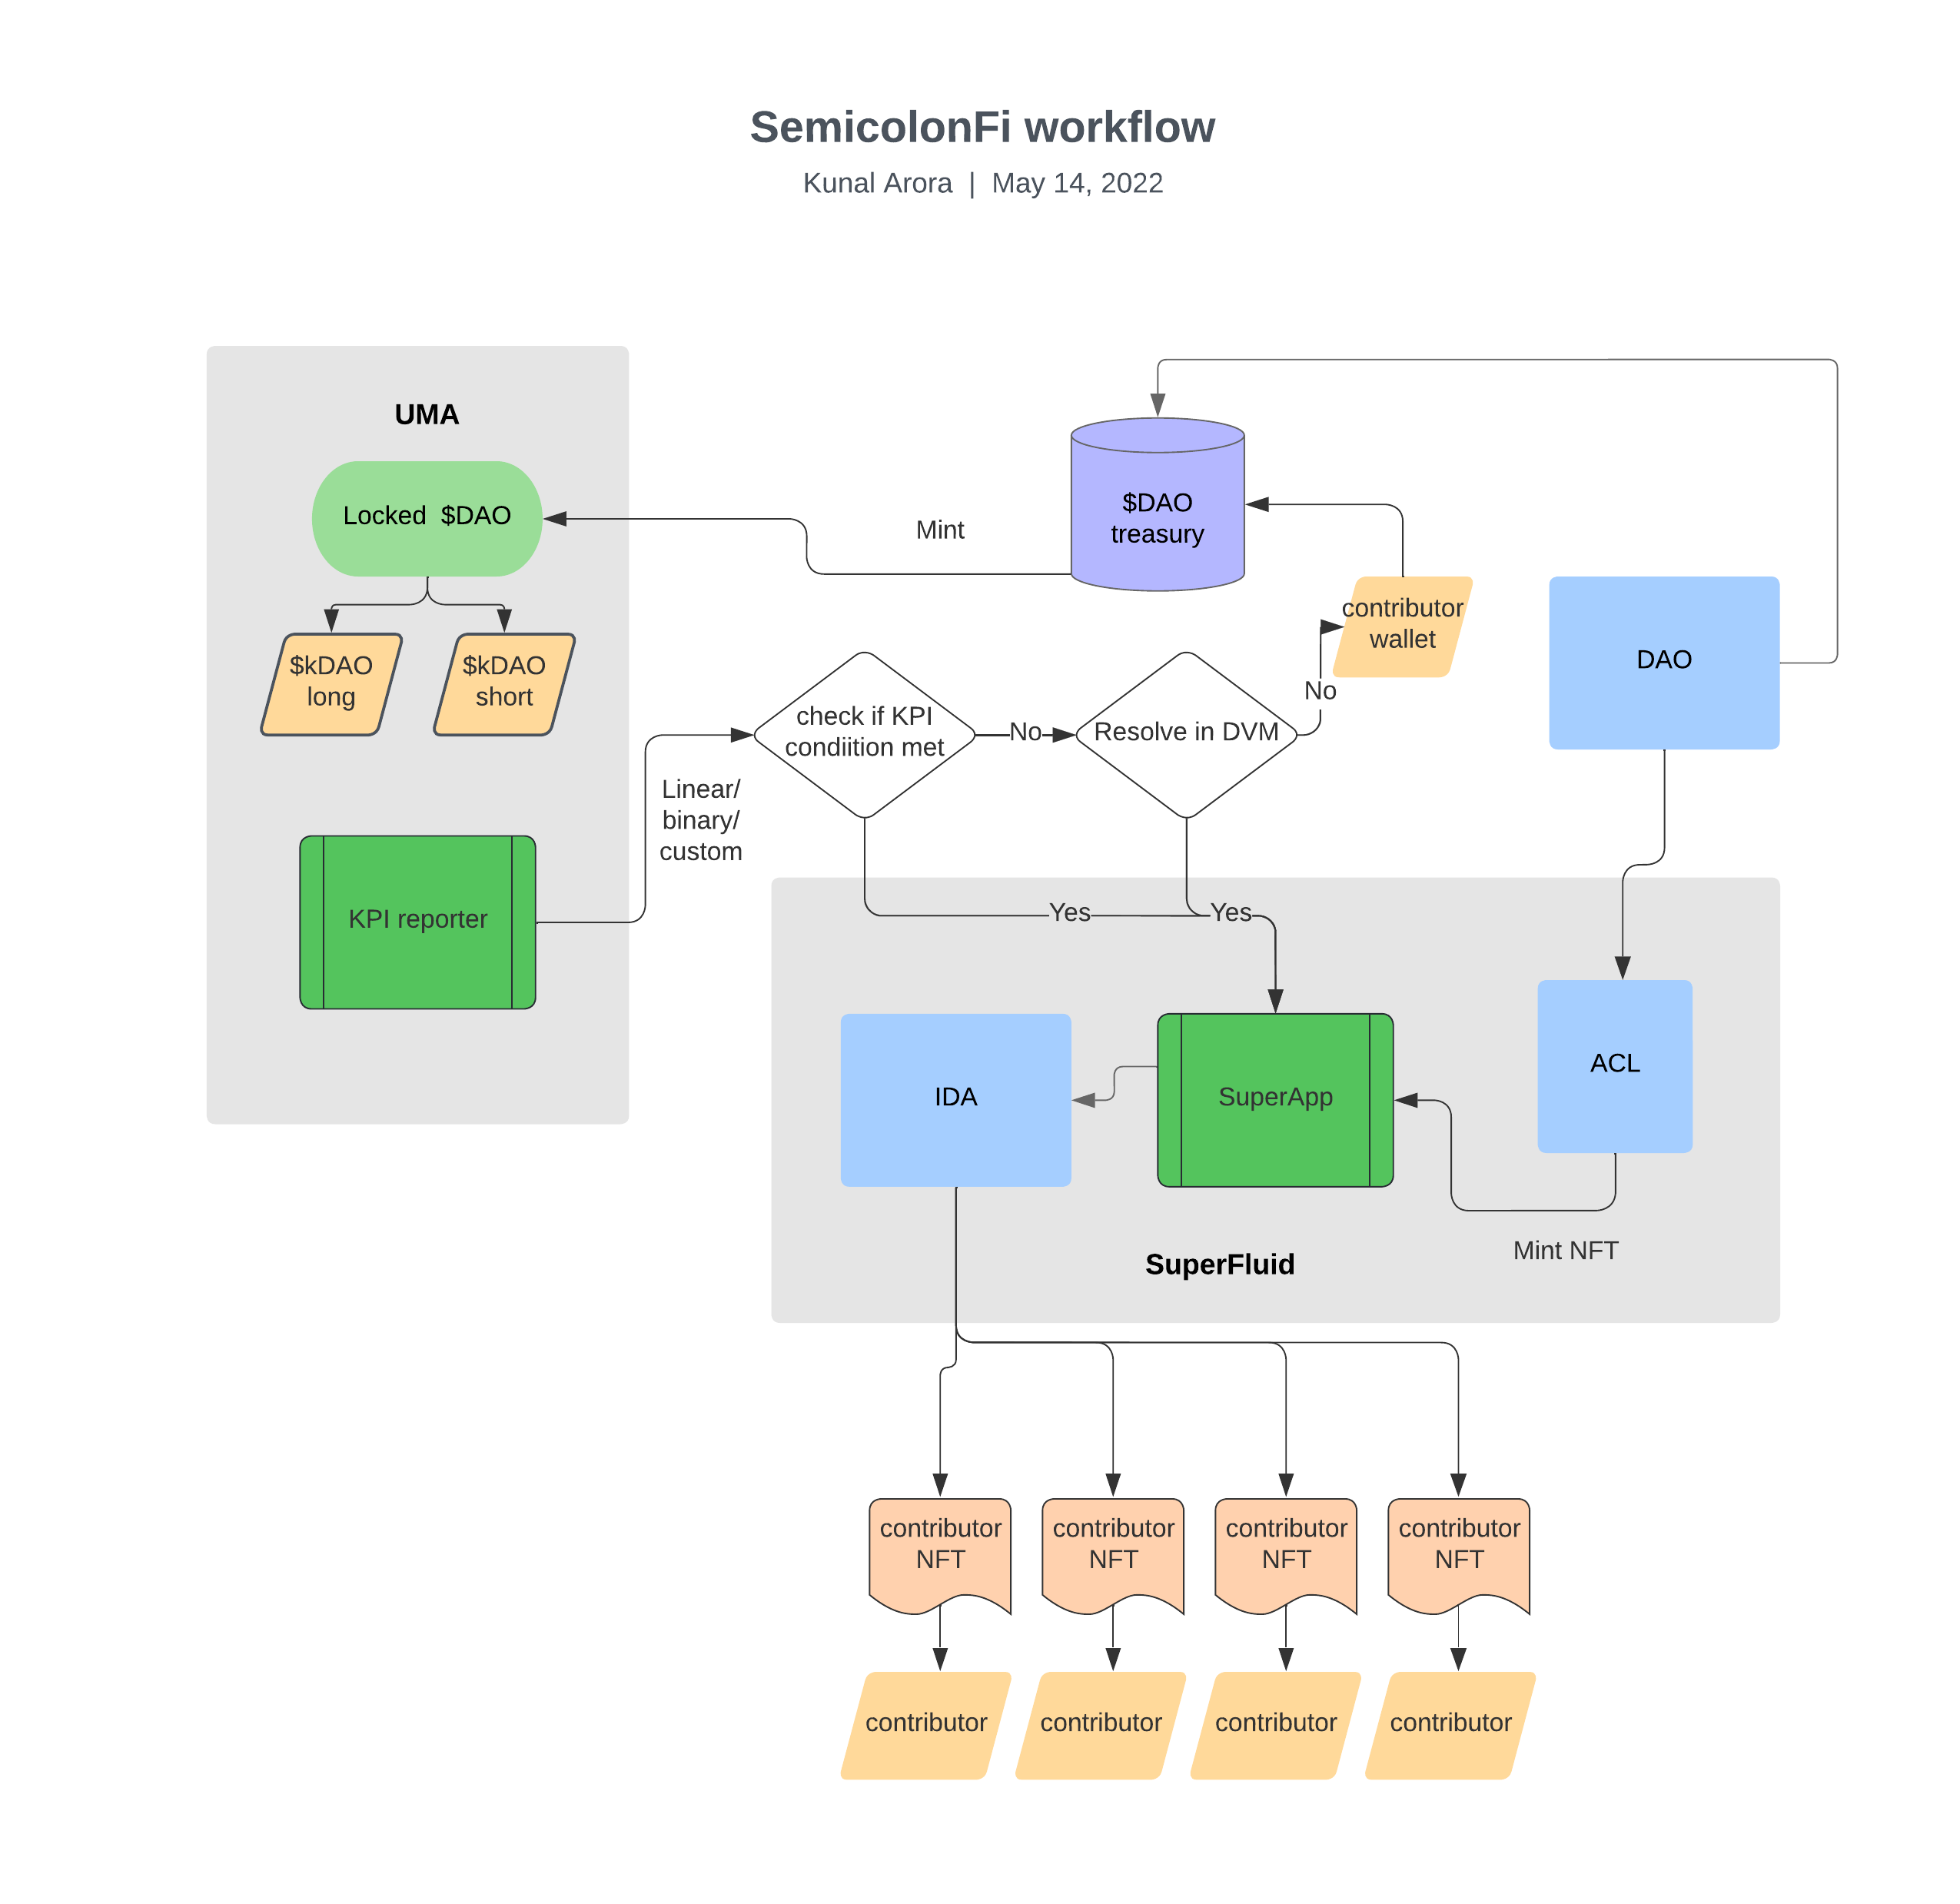 SemicolonFi workflow
Kunal Arora | May 14, 2022
UMA
Locked $DAO
$kDAO
long
$kDAO
short
KPI reporter
Linear/
binary/
custom
Mint
$DAO
treasury
contributor
wallet
DAO
check if KPI
condiition met
No
Resolve in DVM
No
Yes
Yes
IDA
SuperApp
ACL
Mint NFT
SuperFluid
contributor
NFT
contributor
NFT
contributor
NFT
contributor
NFT
contributor
contributor
contributor
contributor